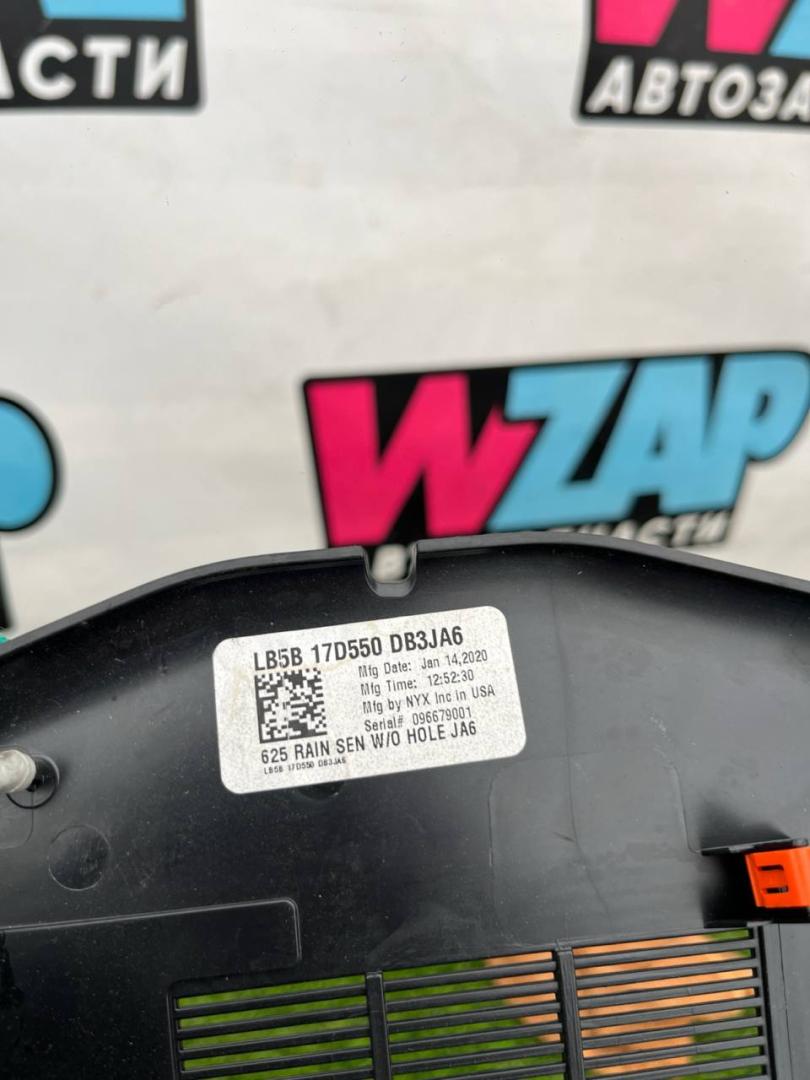 АСТИ
W
АВТОЗА
WZAP
LB5B 17D550 DB3JA6
Mfg Date: Jan 14,2020
Mfg Time: 12:52:30
Mfg by NYX Inc in USA
Serial# 096679001
625 RAIN SEN W/O HOLE JA6
LB5B 17D550 DB3JA6